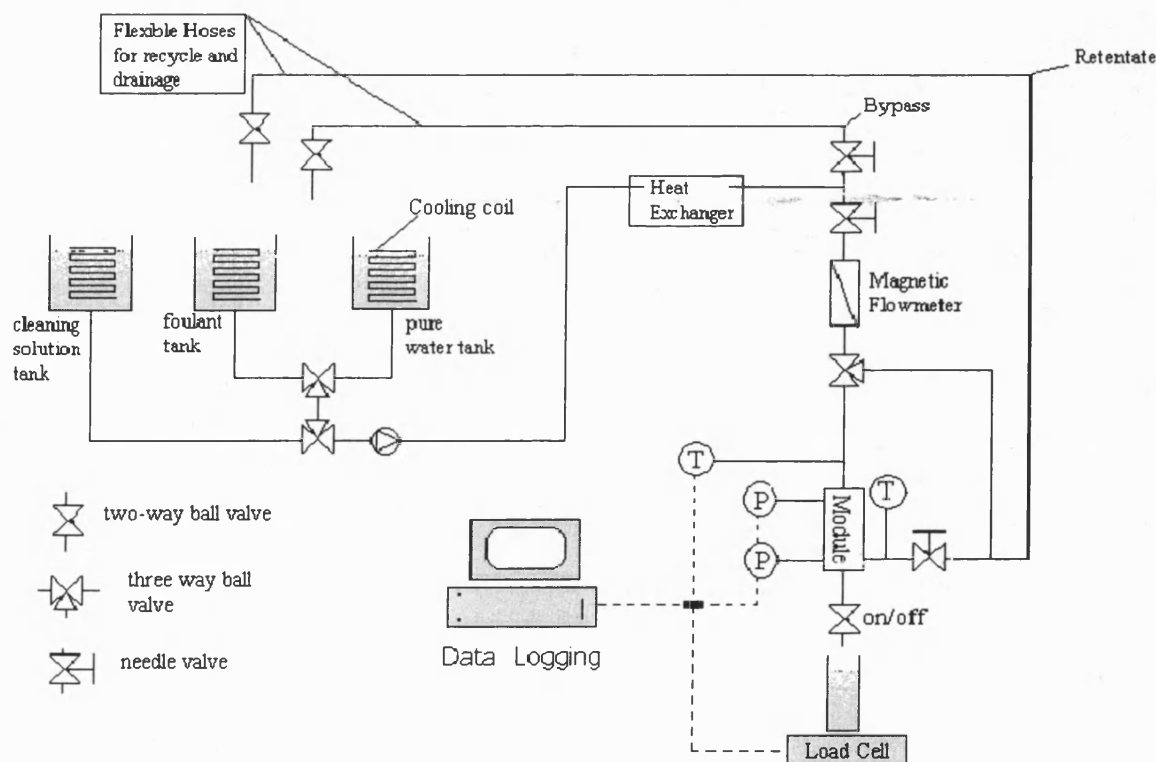 Flexible Hoses
for recycle and
drainage
Retentate
Bypass
Heat
Exchanger
Cooling coil
Magnetic
Flowmeter
cleaning
solution
tank
foulant
tank
pure
water tank
T
P
T
Module
P
two-way ball valve
three way ball
valve
on/off
needle valve
Data Logging
Load Cell